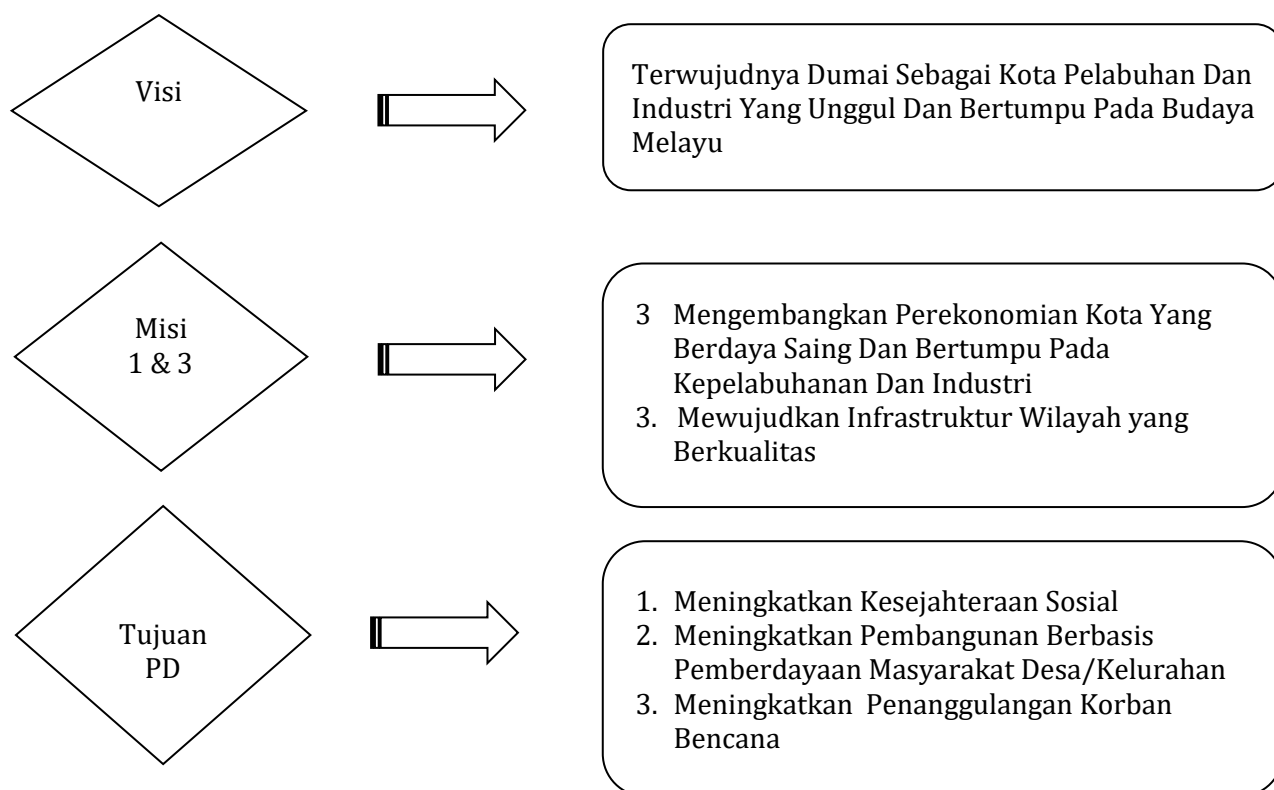 Visi
Terwujudnya Dumai Sebagai Kota Pelabuhan Dan
Industri Yang Unggul Dan Bertumpu Pada Budaya
Melayu
Misi
1 & 3
3 Mengembangkan Perekonomian Kota Yang
Berdaya Saing Dan Bertumpu Pada
Kepelabuhanan Dan Industri
3. Mewujudkan Infrastruktur Wilayah yang
Berkualitas
Tujuan
PD
1. Meningkatkan Kesejahteraan Sosial
2. Meningkatkan Pembangunan Berbasis
Pemberdayaan Masyarakat Desa/Kelurahan
3. Meningkatkan Penanggulangan Korban
Bencana